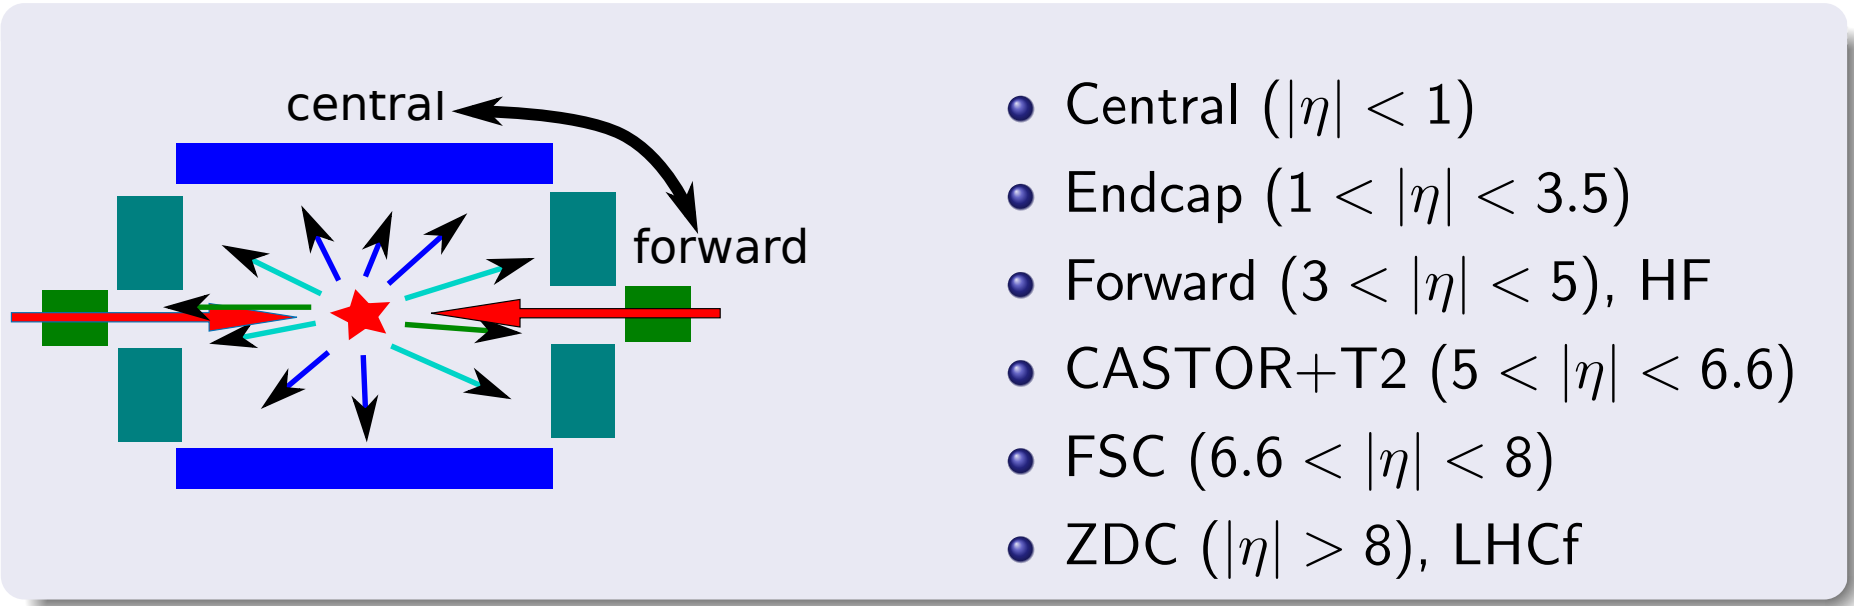 central
forward
Central (|η| < 1)
Endcap (1 < |η| < 3.5)
Forward (3 < |η| < 5), HF
CASTOR+T2 (5 < |η| < 6.6)
FSC (6.6 < |η| < 8)
ZDC (|η| > 8), LHCf